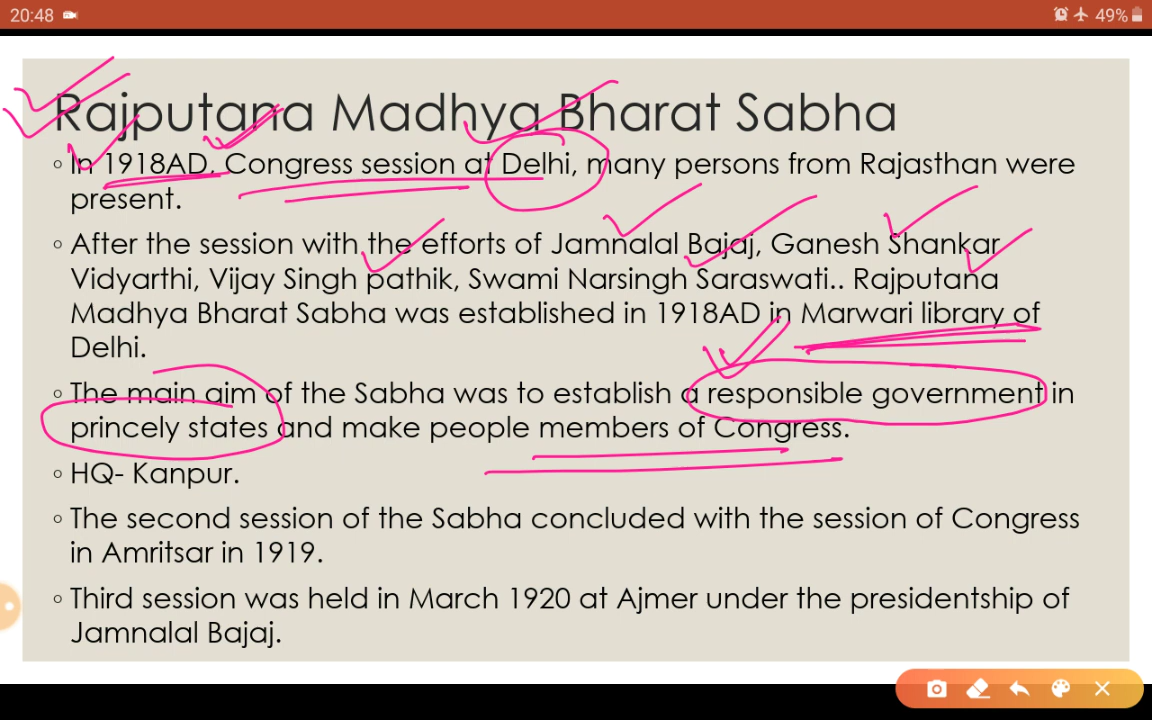 20:48
49%
Rajputana Madhya Bharat Sabha
◦ In 1918AD, Congress session at Delhi, many persons from Rajasthan were
present.
◦ After the session with the efforts of Jamnalal Bajaj, Ganesh Shankar
Vidyarthi, Vijay Singh pathik, Swami Narsingh Saraswati.. Rajputana
Madhya Bharat Sabha was established in 1918AD in Marwari library of
Delhi.
◦ The main aim of the Sabha was to establish a responsible government in
princely states and make people members of Congress.
◦ HQ- Kanpur.
◦ The second session of the Sabha concluded with the session of Congress
in Amritsar in 1919.
◦ Third session was held in March 1920 at Ajmer under the presidentship of
Jamnalal Bajaj.